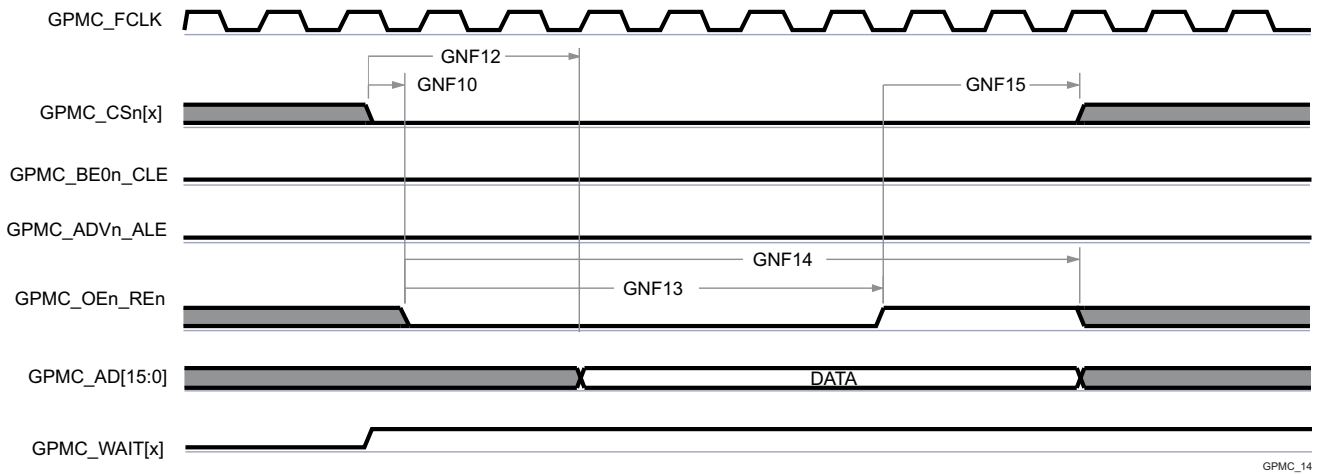 GPMC_FCLK
GNF12
GNF10
GNF15
GPMC_CSn[x]
GPMC_BE0n_CLE
GPMC_ADVn_ALE
GNF14
GNF13
GPMC_OEn_REn
GPMC_AD[15:0]
DATA
GPMC_WAIT[x]
GPMC_14